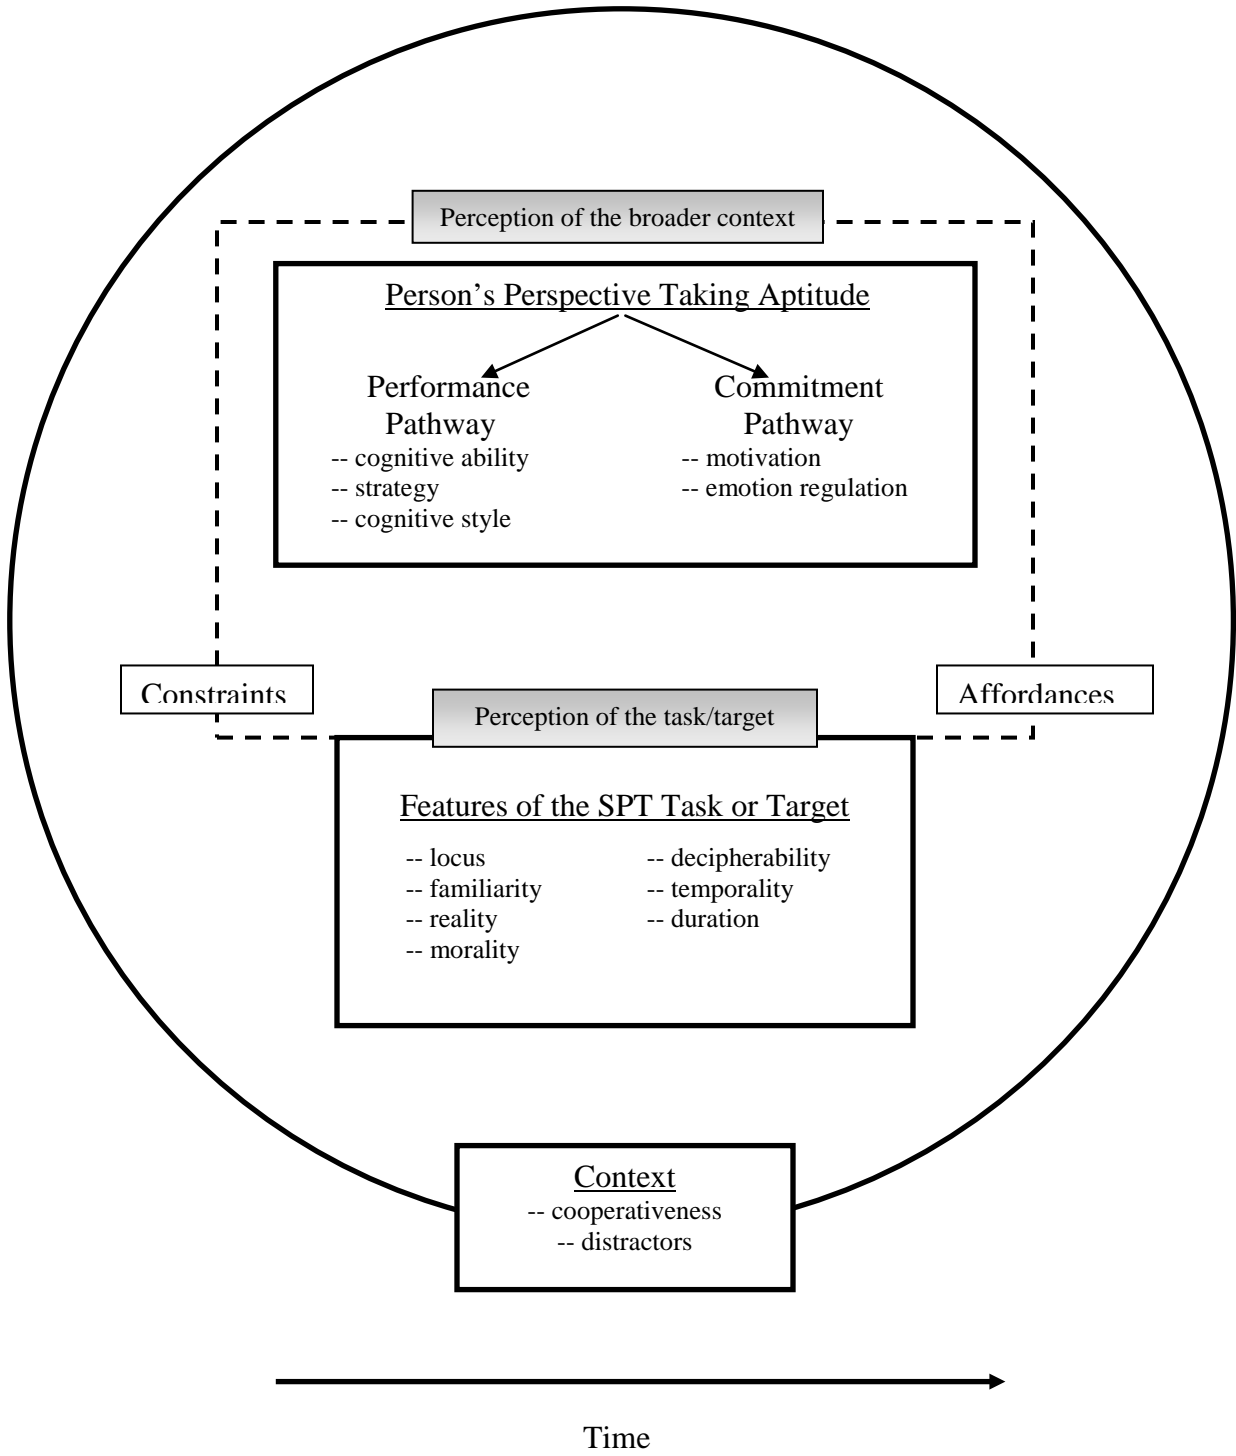 Perception of the broader context
Person’s Perspective Taking Aptitude
Performance
Pathway
-- cognitive ability
-- strategy
-- cognitive style
Commitment
Pathway
-- motivation
-- emotion regulation
Constraints
Affordances
Perception of the task/target
Features of the SPT Task or Target
-- locus
-- familiarity
-- reality
-- morality
-- decipherability
-- temporality
-- duration
Context
-- cooperativeness
-- distractors
Time